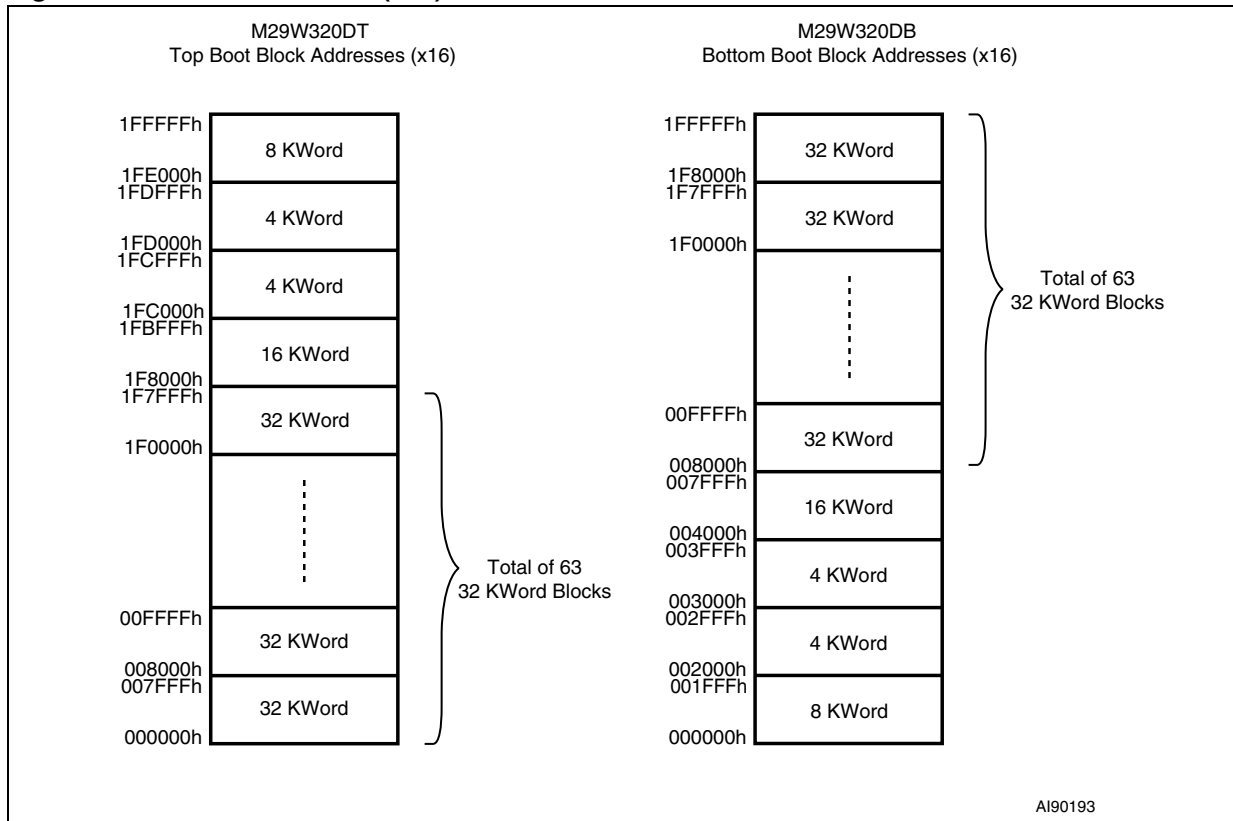 M29W320DT
Top Boot Block Addresses (x16)
1FFFFFh
8 KWord
1FE000h
1FDFFFh
4 KWord
1FD000h
1FCFFFh
4 KWord
1FC000h
1FBFFFh
16 KWord
1F8000h
1F7FFFh
32 KWord
1F0000h
Total of 63
32 KWord Blocks
00FFFFh
32 KWord
008000h
007FFFh
32 KWord
000000h
M29W320DB
Bottom Boot Block Addresses (x16)
1FFFFFh
32 KWord
1F8000h
1F7FFFh
32 KWord
1F0000h
Total of 63
32 KWord Blocks
00FFFFh
32 KWord
008000h
007FFFh
16 KWord
004000h
003FFFh
4 KWord
003000h
002FFFh
4 KWord
002000h
001FFFh
8 KWord
000000h
AI90193